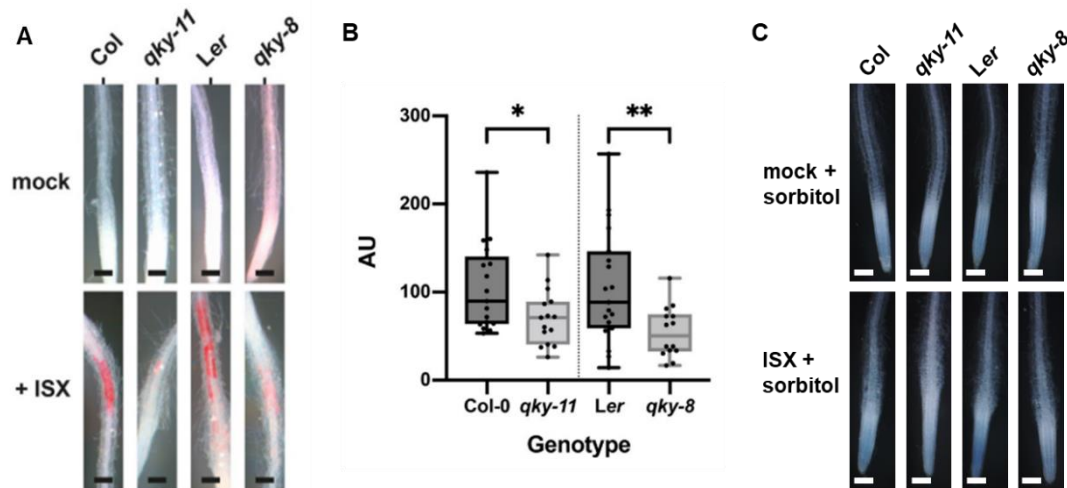 A
Col
qky-11
Ler
qky-8
mock
+ ISX
B
*
**
300
200
100
0
AU
Col-0
qky-11
Ler
qky-8
Genotype
C
Col
qky-11
Ler
qky-8
mock +
sorbitol
ISX +
sorbitol